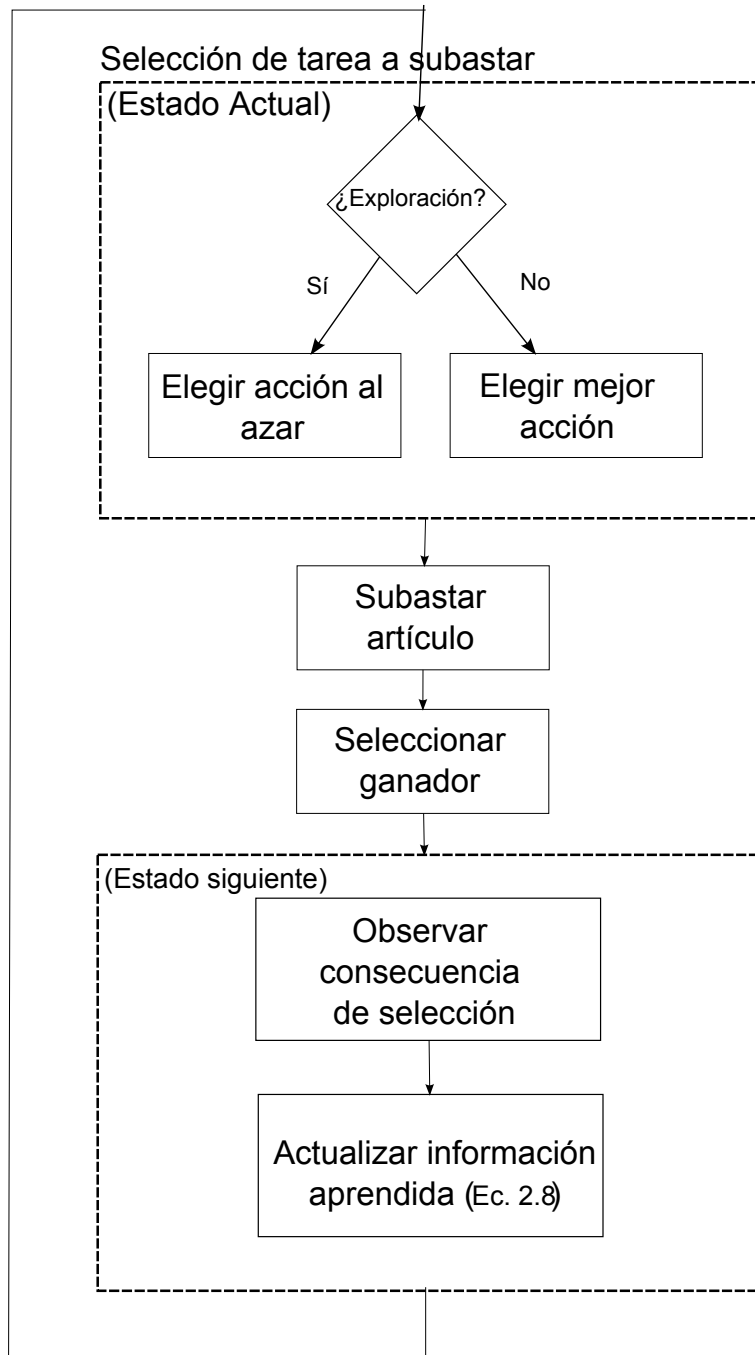 Selección de tarea a subastar
(Estado Actual)
¿Exploración?
Sí
No
Elegir acción al
azar
Elegir mejor
acción
Subastar
artículo
Seleccionar
ganador
(Estado siguiente)
Observar
consecuencia
de selección
Actualizar información
aprendida (Ec. 2.8)